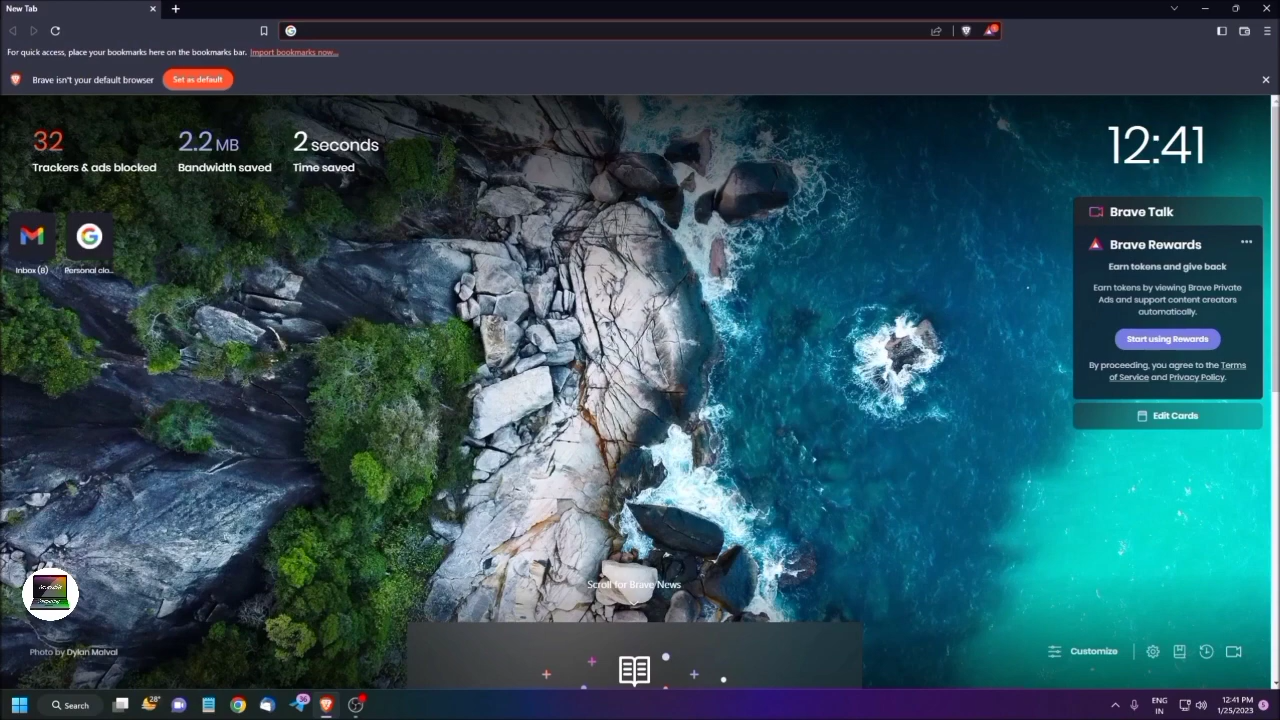 New Tab
For quick access, place your bookmarks here on the bookmarks bar. Import bookmarks now...
Brave isn't your default browser
Set as default
32
Trackers & ads blocked
2.2 MB
Bandwidth saved
2 seconds
Time saved
12:41
Brave Talk
Brave Rewards
Earn tokens and give back
Earn tokens by viewing Brave Private
Ads and support content creators
automatically.
Start using Rewards
By proceeding, you agree to the Terms
of Service and Privacy Policy.
Edit Cards
Inbox (8)
Personal clo...
Scroll for Brave News
Photo by Dylan Malval
Customize
Search
28°
36
ENG
IN
12:41 PM
1/25/2023